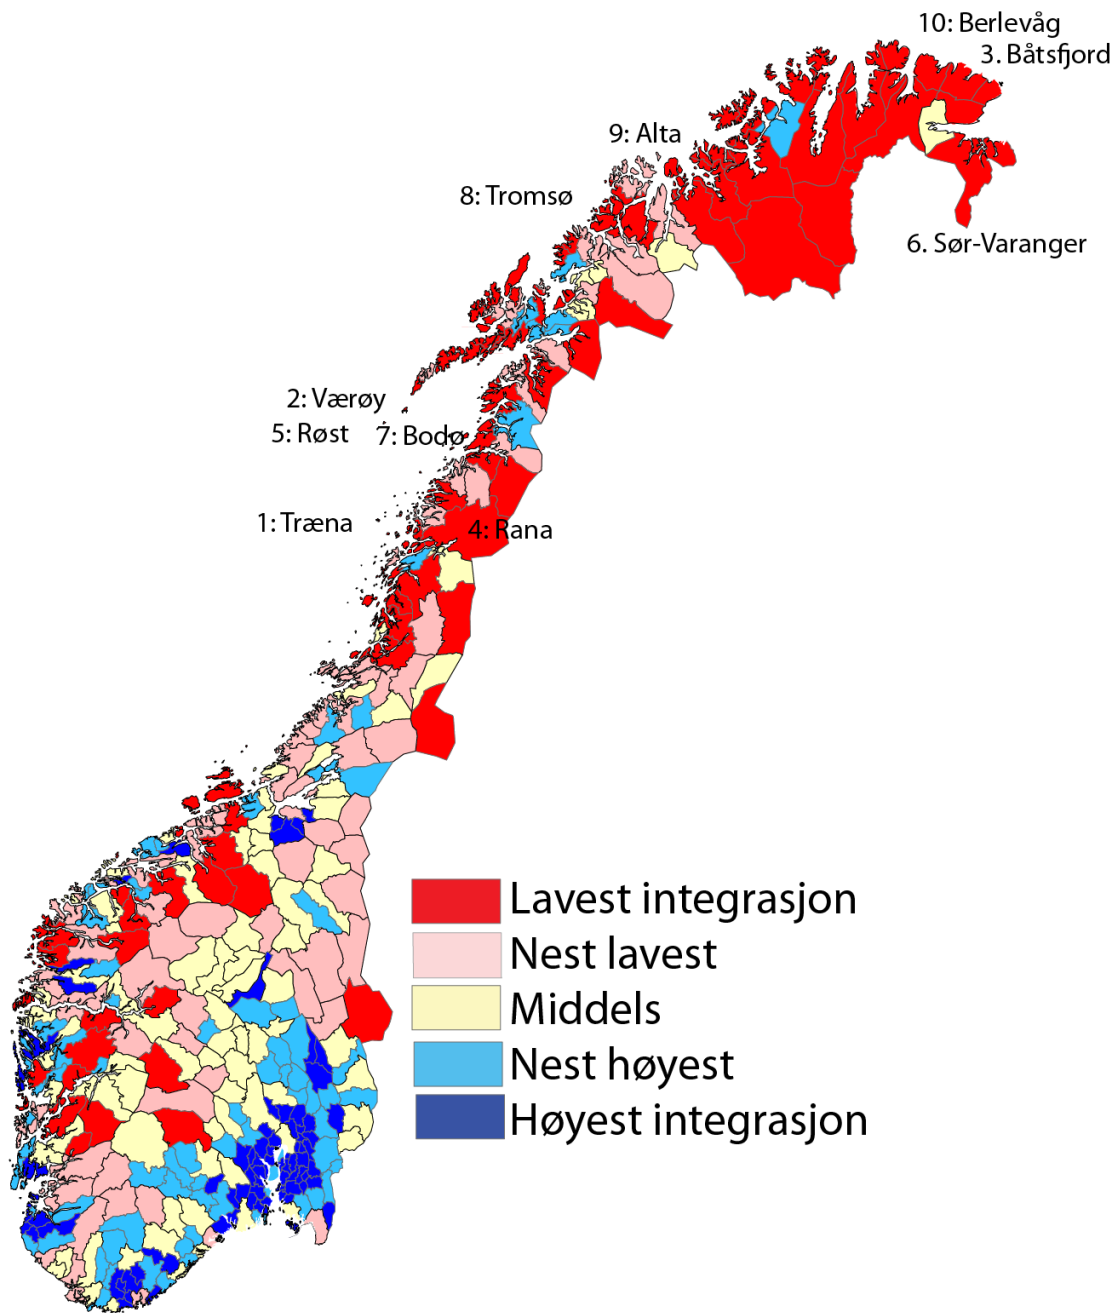 10: Berlevåg
3. Båtsfjord
9: Alta
8: Tromsø
6. Sør-Varanger
2: Værøy
5: Røst
7: Bodø
1: Træna
4: Rana
Lavest integrasjon
Nest lavest
Middels
Nest høyest
Høyest integrasjon